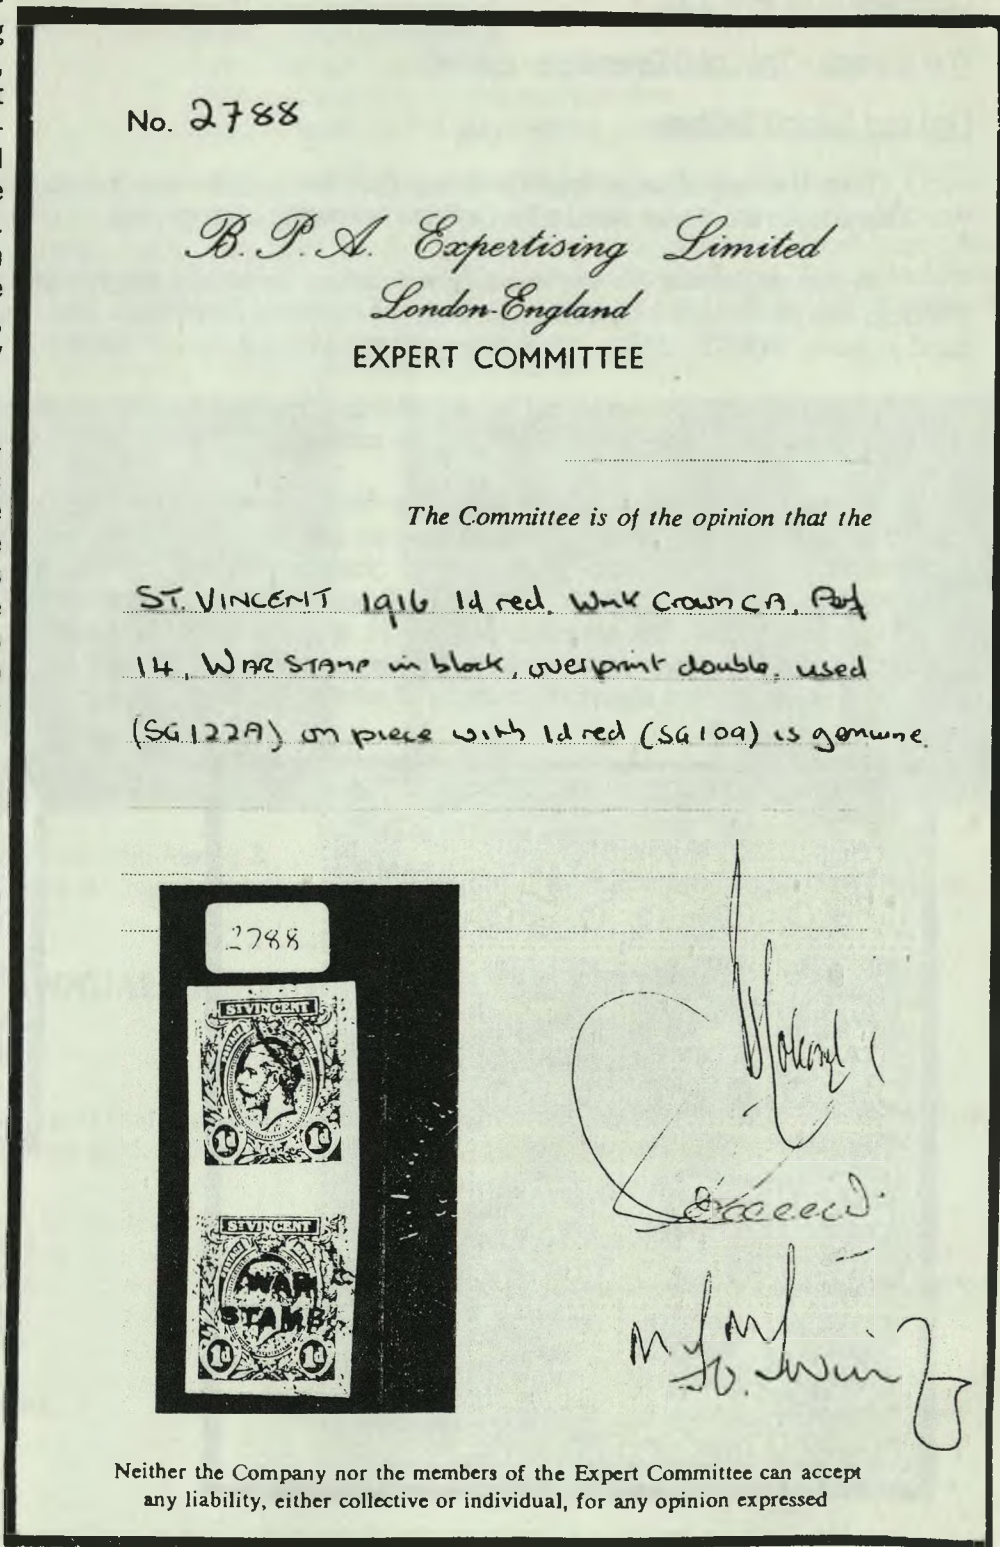 No. 2788
B. P. A. Expertising Limited
London-England
EXPERT COMMITTEE
The Committee is of the opinion that the
ST. VINCENT 1916 1d red. Wmk Crown CA. Perf
14, WAR STAMP in black, overprint double, used
(SG122A) on piece with 1d red (SG109) is genuine.
2788
ST VINCENT
POSTAGE
1d 1d
ST VINCENT
WAR
STAMP
1d 1d
Neither the Company nor the members of the Expert Committee can accept
any liability, either collective or individual, for any opinion expressed